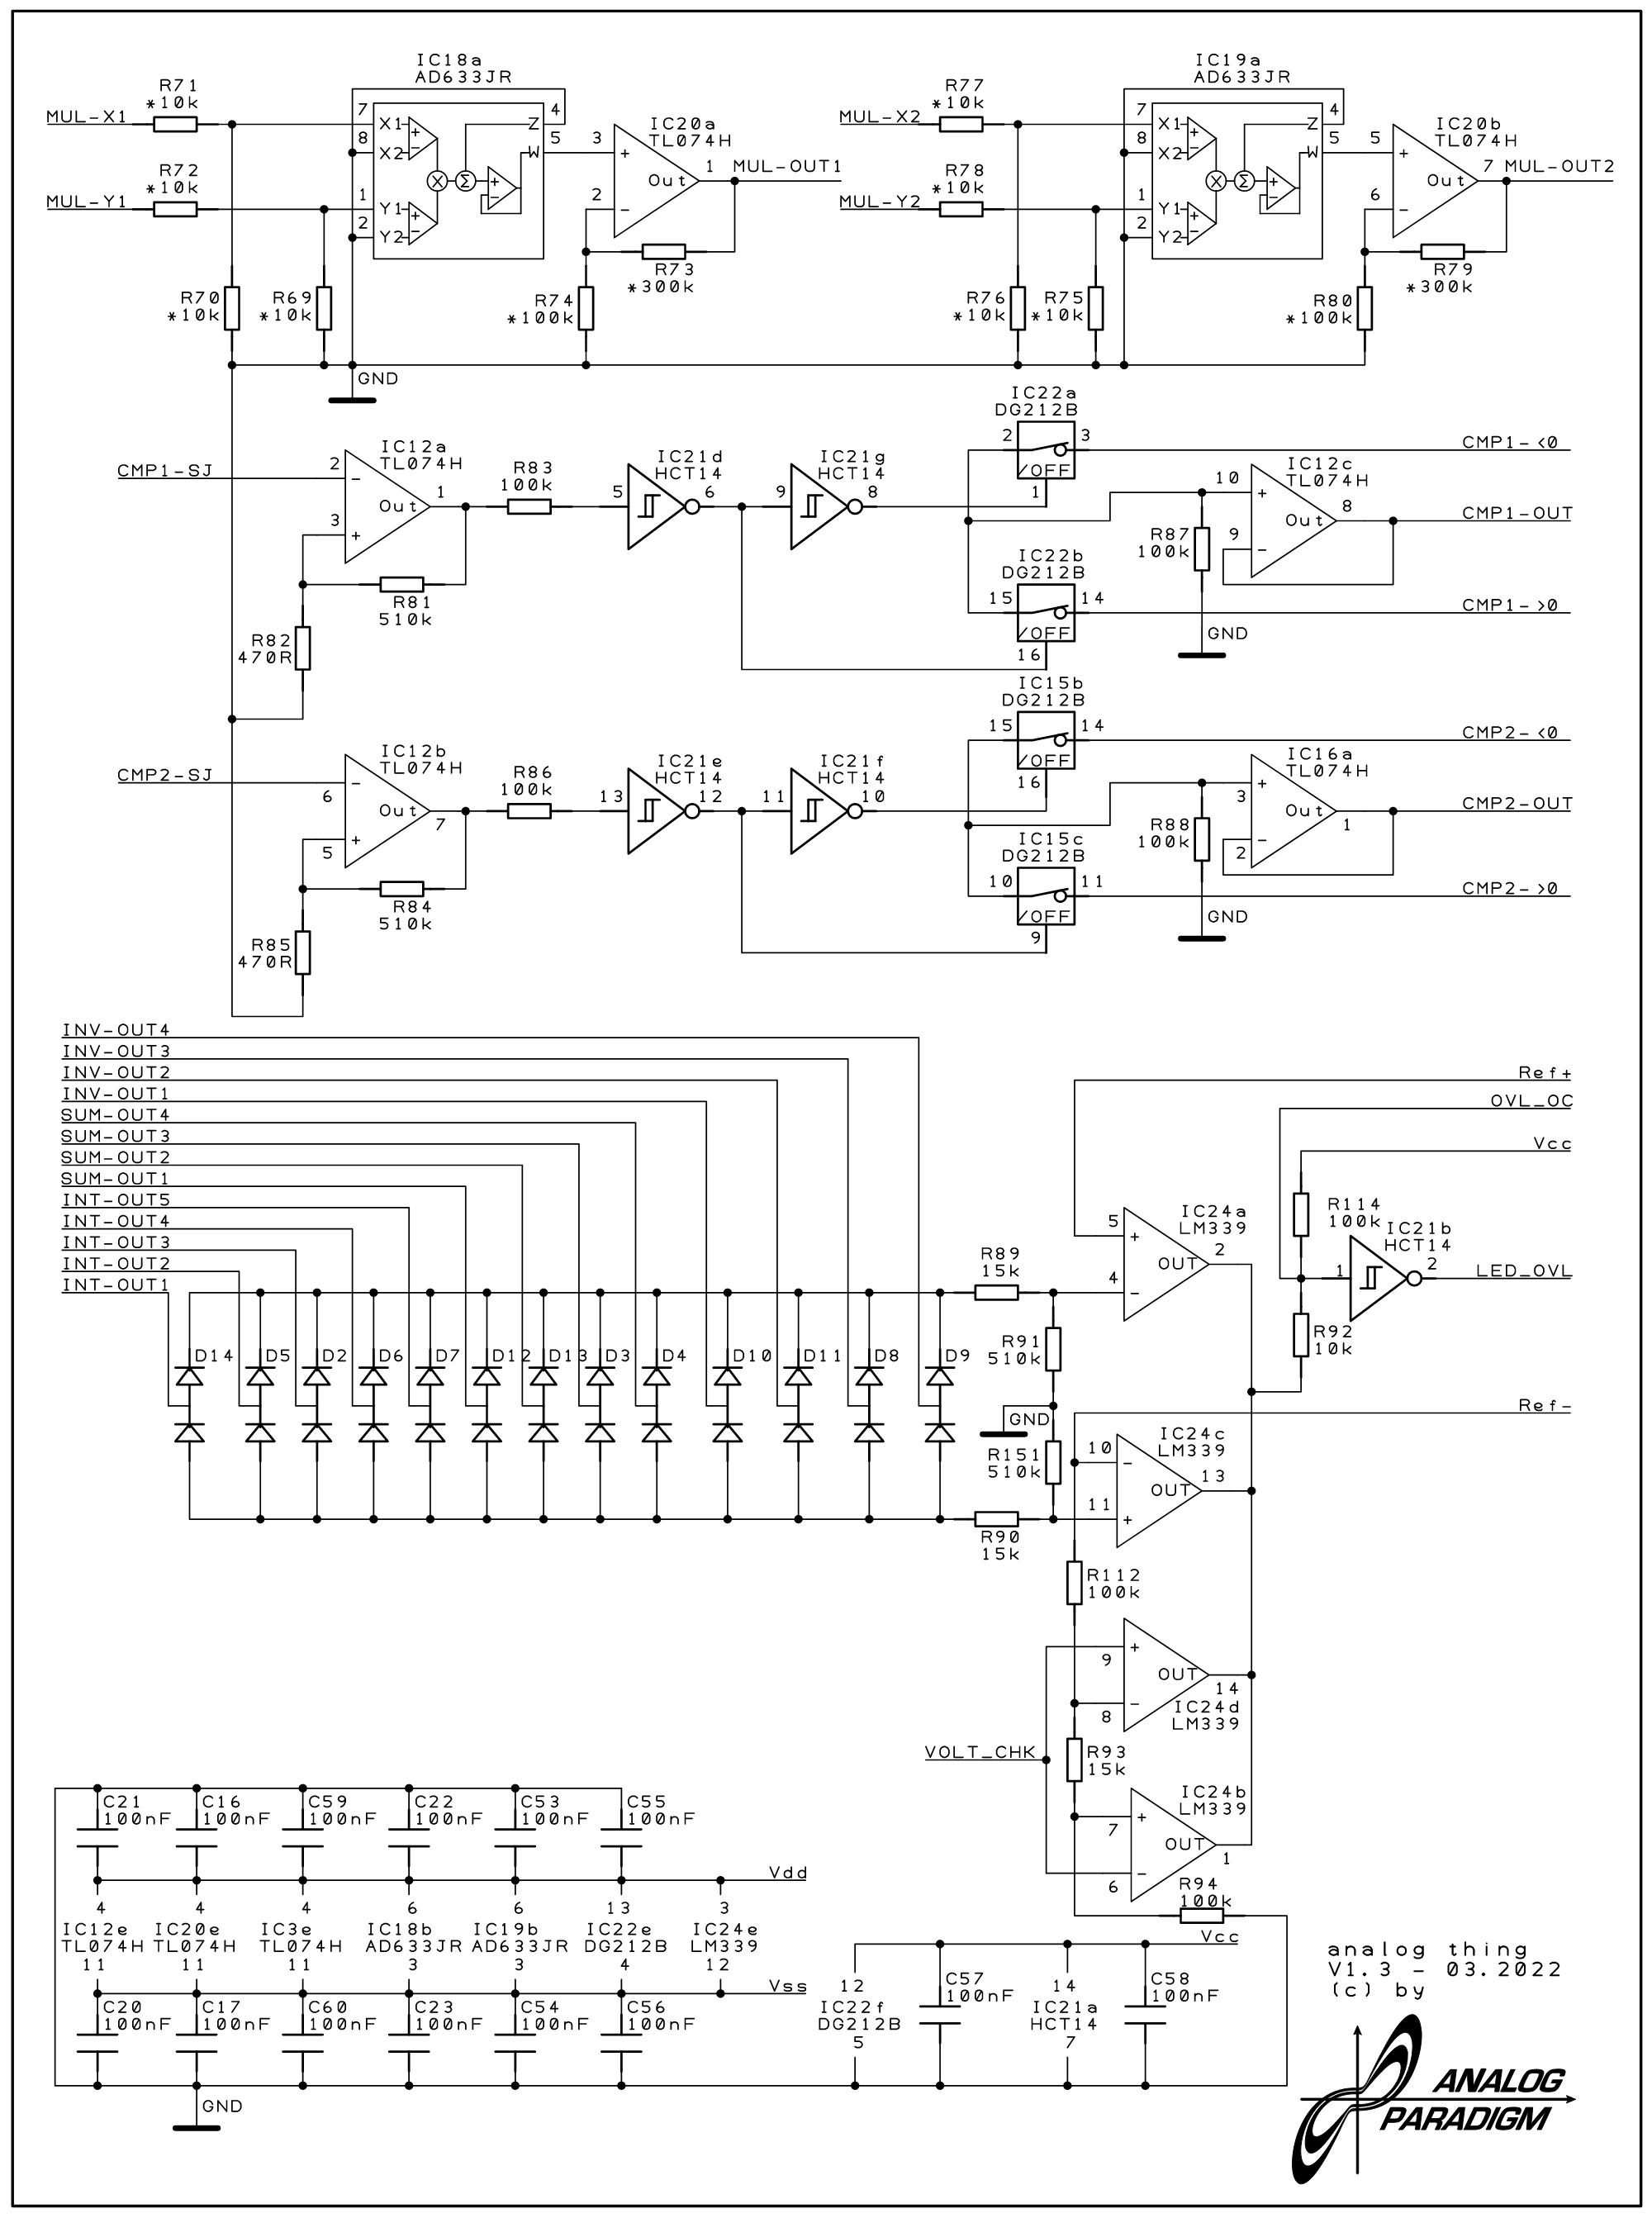 IC18a
AD633JR
R71
*10k
MUL-X1
7
8
X1
X2
Z
W
4
5
R72
*10k
MUL-Y1
1
2
Y1
Y2
X
Σ
IC20a
TL074H
3
2
Out
1
MUL-OUT1
R73
*300k
R70
*10k
R69
*10k
R74
*100k
GND
IC19a
AD633JR
R77
*10k
MUL-X2
7
8
X1
X2
Z
W
4
5
R78
*10k
MUL-Y2
1
2
Y1
Y2
X
Σ
IC20b
TL074H
5
6
Out
7
MUL-OUT2
R79
*300k
R76
*10k
R75
*10k
R80
*100k
CMP1-SJ
IC12a
TL074H
2
3
Out
1
R83
100k
R81
510k
R82
470R
IC21d
HCT14
5
6
IC21g
HCT14
9
8
IC22a
DG212B
2
3
/OFF
1
CMP1-<0
IC12c
TL074H
10
9
Out
8
CMP1-OUT
R87
100k
GND
IC22b
DG212B
15
14
/OFF
16
CMP1->0
CMP2-SJ
IC12b
TL074H
6
5
Out
7
R86
100k
R84
510k
R85
470R
IC21e
HCT14
13
12
IC21f
HCT14
11
10
IC15b
DG212B
15
14
/OFF
16
CMP2-<0
IC16a
TL074H
3
2
Out
1
CMP2-OUT
R88
100k
GND
IC15c
DG212B
10
11
/OFF
9
CMP2->0
INV-OUT4
INV-OUT3
INV-OUT2
INV-OUT1
SUM-OUT4
SUM-OUT3
SUM-OUT2
SUM-OUT1
INT-OUT5
INT-OUT4
INT-OUT3
INT-OUT2
INT-OUT1
D14
D5
D2
D6
D7
D12
D13
D3
D4
D10
D11
D8
D9
R89
15k
R91
510k
GND
R151
510k
R90
15k
Ref+
OVL_OC
Vcc
IC24a
LM339
5
4
OUT
2
R114
100k
IC21b
HCT14
1
2
LED_OVL
R92
10k
Ref-
IC24c
LM339
10
11
OUT
13
R112
100k
9
8
OUT
14
IC24d
LM339
VOLT_CHK
R93
15k
IC24b
LM339
7
6
OUT
1
R94
100k
C21
100nF
C16
100nF
C59
100nF
C22
100nF
C53
100nF
C55
100nF
Vdd
4
4
4
6
6
13
3
IC12e
TL074H
IC20e
TL074H
IC3e
TL074H
IC18b
AD633JR
IC19b
AD633JR
IC22e
DG212B
IC24e
LM339
11
11
11
3
3
4
12
Vss
C20
100nF
C17
100nF
C60
100nF
C23
100nF
C54
100nF
C56
100nF
GND
Vcc
12
IC22f
DG212B
5
C57
100nF
14
IC21a
HCT14
7
C58
100nF
analog thing
V1.3 - 03.2022
(c) by
ANALOG
PARADIGM